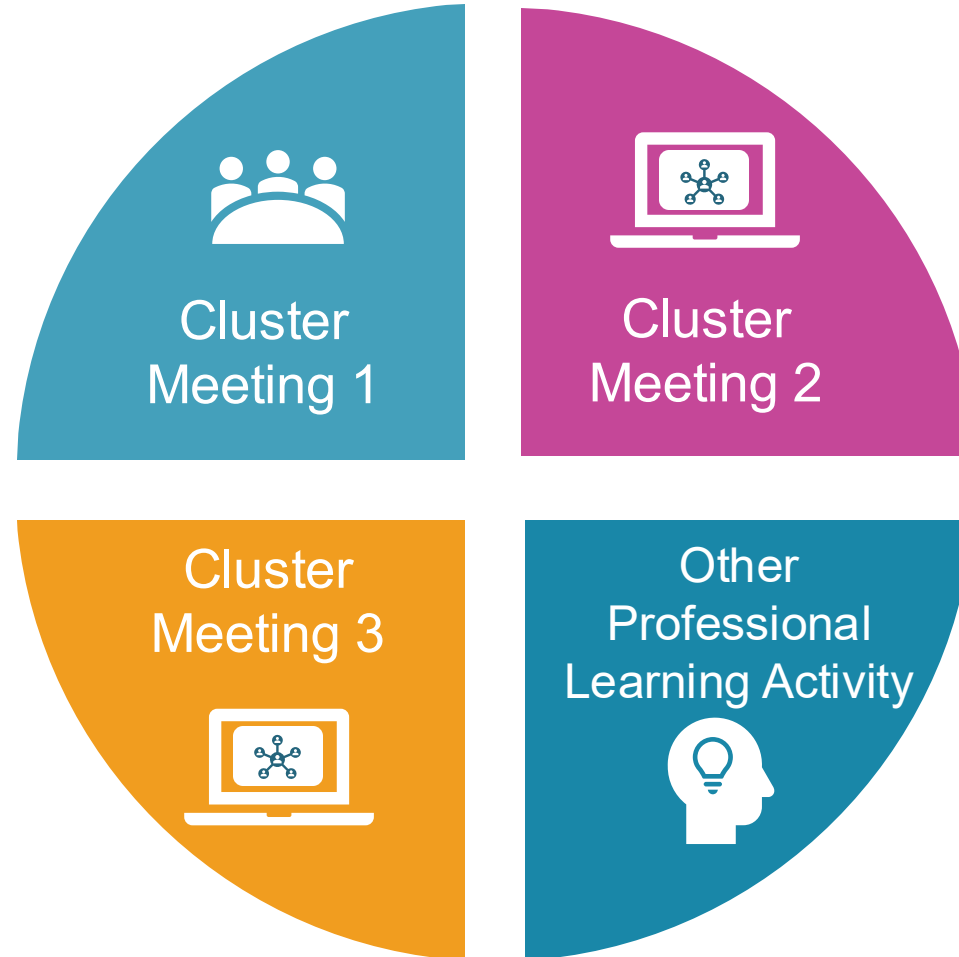 Cluster
Meeting 1
Cluster
Meeting 2
Cluster
Meeting 3
Other
Professional
Learning Activity